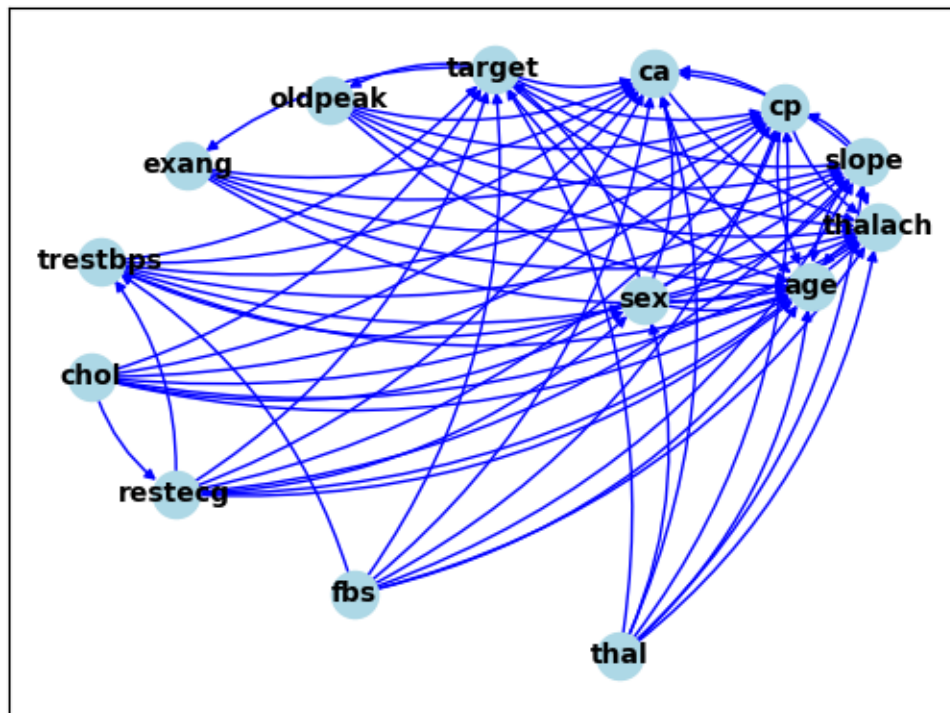 target
ca
oldpeak
cp
exang
slope
thalach
trestbps
age
sex
chol
restecg
fbs
thal